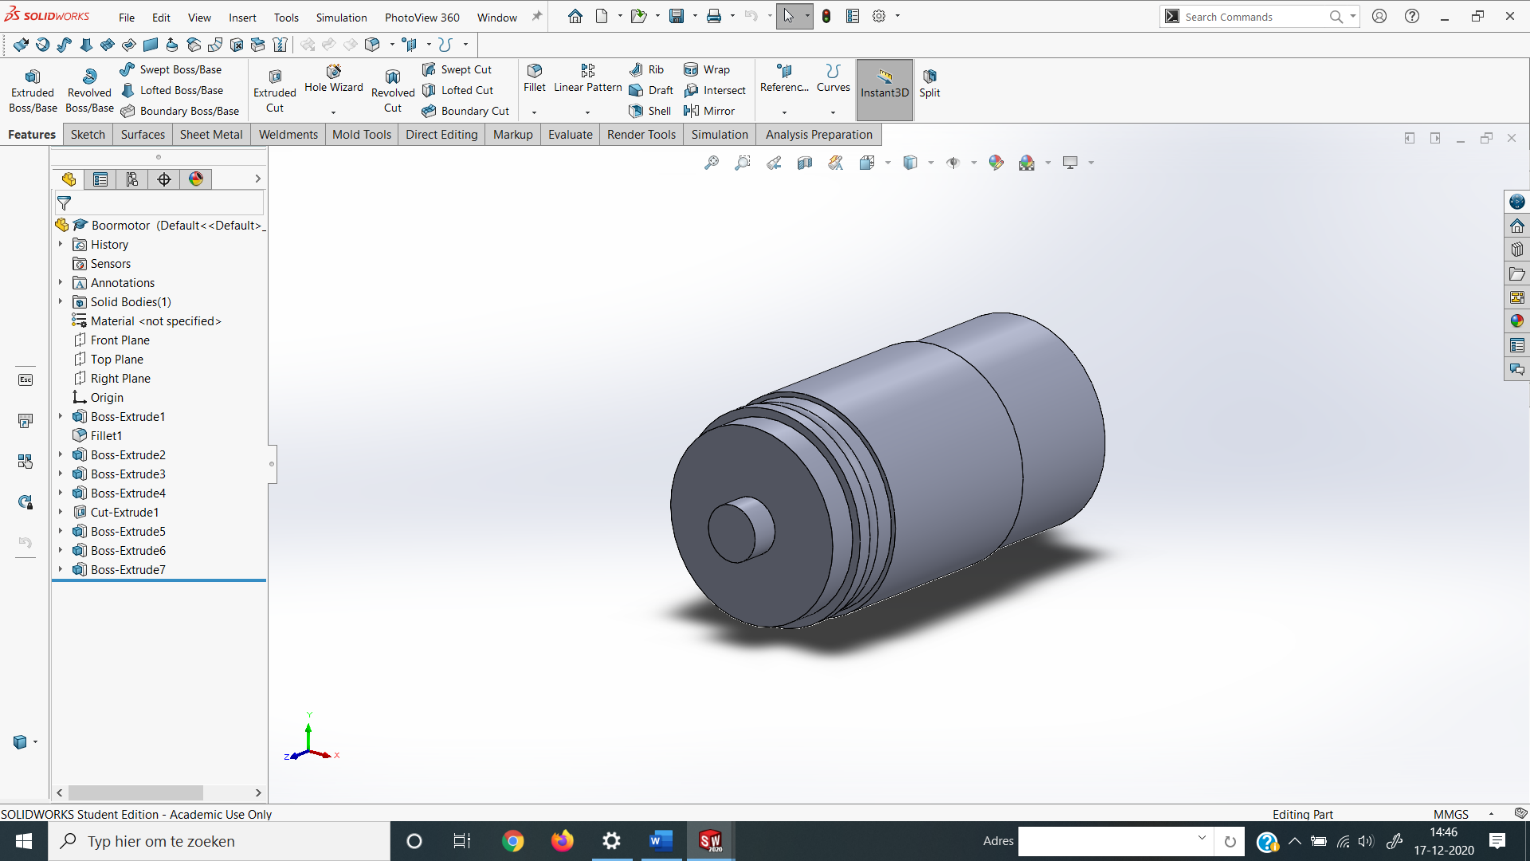 SOLIDWORKS File Edit View Insert Tools Simulation PhotoView 360 Window Search Commands
Extruded Boss/Base
Revolved Boss/Base
Swept Boss/Base
Lofted Boss/Base
Boundary Boss/Base
Extruded Cut
Hole Wizard
Revolved Cut
Swept Cut
Lofted Cut
Boundary Cut
Fillet
Linear Pattern
Rib
Draft
Shell
Wrap
Intersect
Mirror
Referenc...
Curves
Instant3D
Split
Features Sketch Surfaces Sheet Metal Weldments Mold Tools Direct Editing Markup Evaluate Render Tools Simulation Analysis Preparation
Boormotor (Default<<Default>_
History
Sensors
Annotations
Solid Bodies(1)
Material <not specified>
Front Plane
Top Plane
Right Plane
Origin
Boss-Extrude1
Fillet1
Boss-Extrude2
Boss-Extrude3
Boss-Extrude4
Cut-Extrude1
Boss-Extrude5
Boss-Extrude6
Boss-Extrude7
Esc
Y
Z
X
SOLIDWORKS Student Edition - Academic Use Only Editing Part MMGS
Typ hier om te zoeken
W
SW
2020
Adres
14:46
17-12-2020